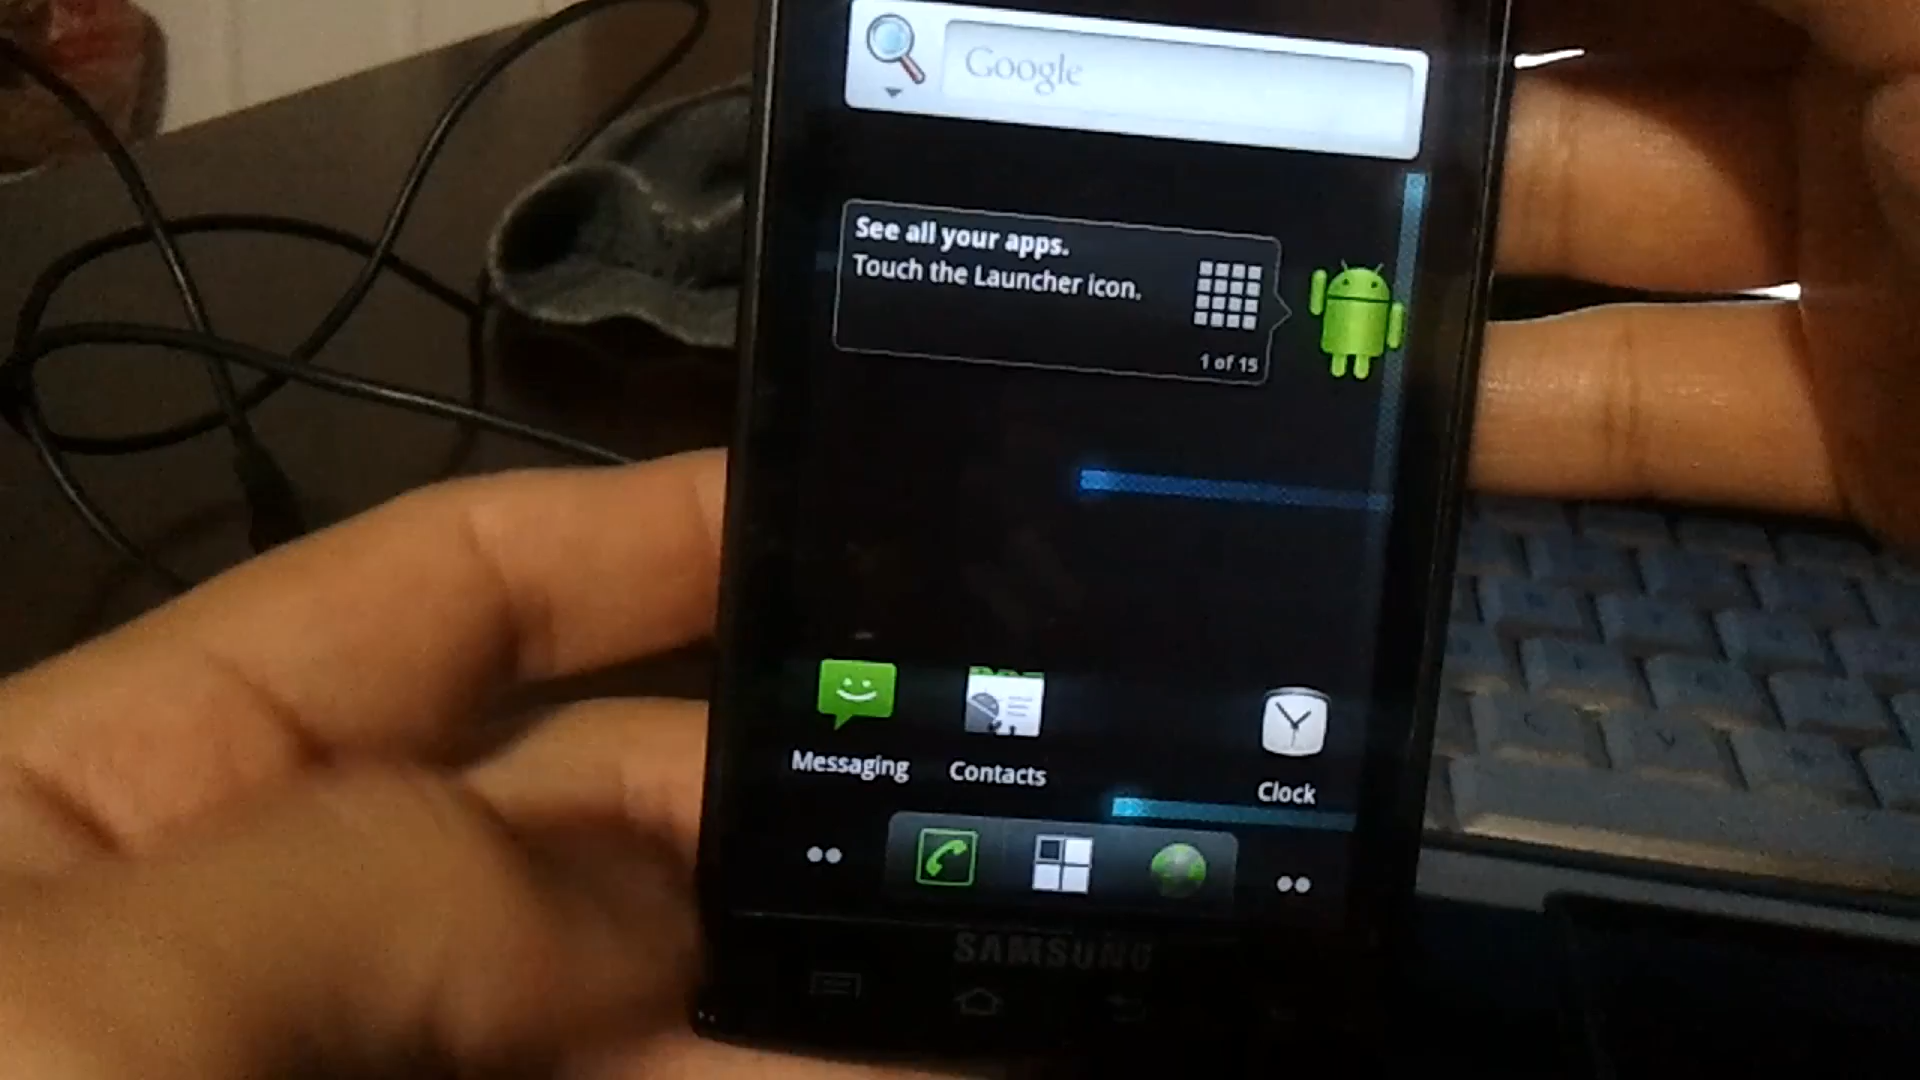 Google
See all your apps.
Touch the Launcher icon.
1 of 15
Messaging
Contacts
Clock
SAMSUNG